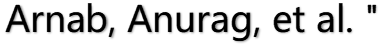 Arnab, Anurag, et al. "